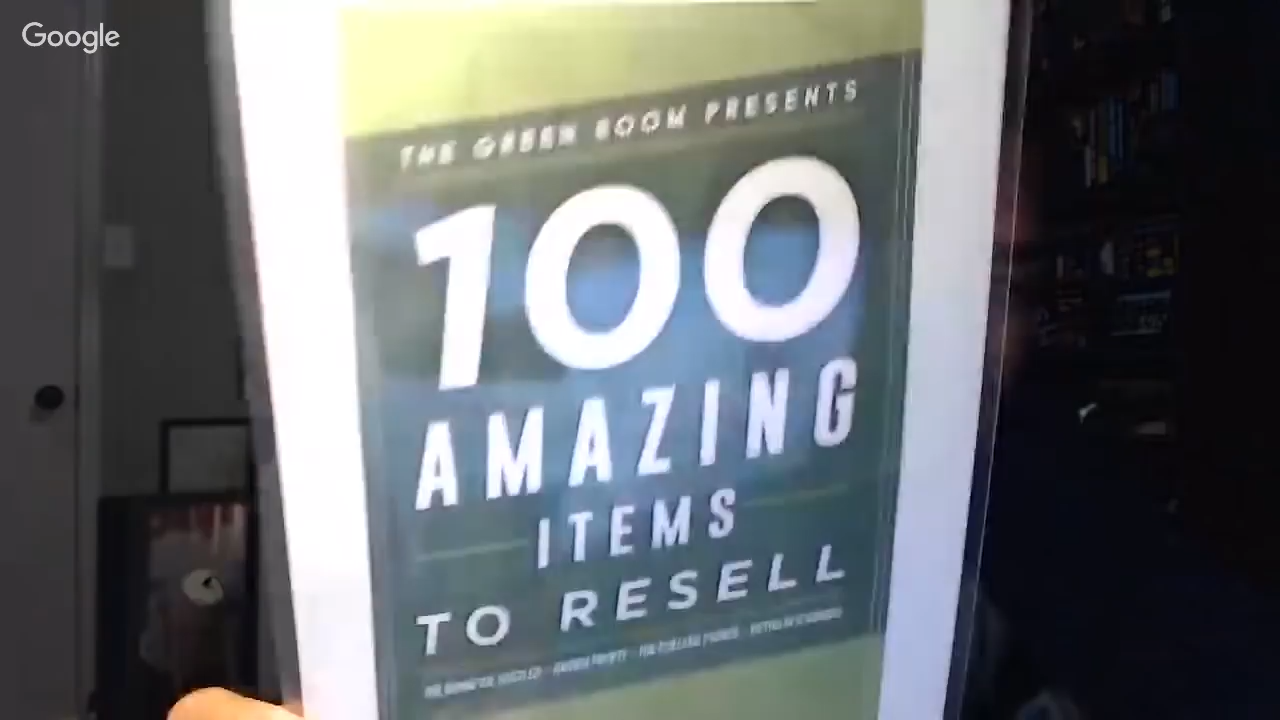 Google
THE GREEN ROOM PRESENTS
100
AMAZING
ITEMS
TO RESELL